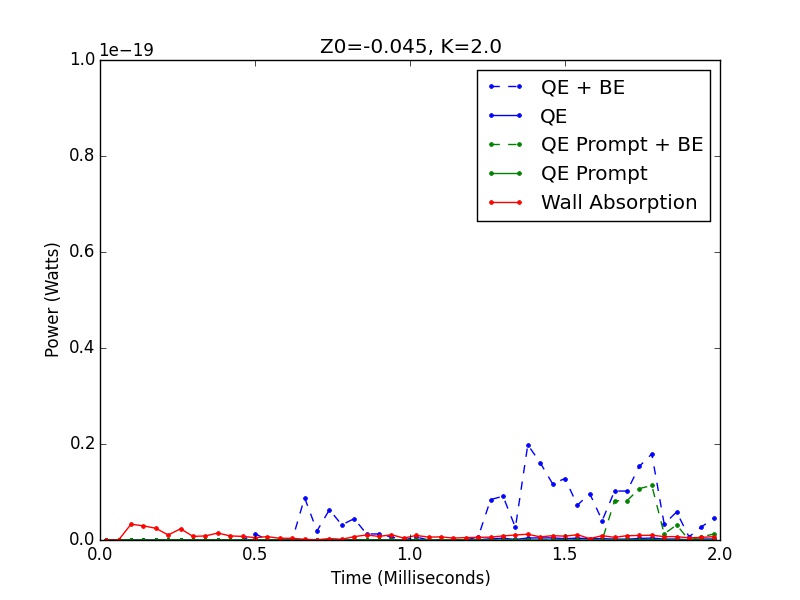 Z0=-0.045, K=2.0
1e−19
1.0
0.8
0.6
0.4
0.2
0.0
Power (Watts)
QE + BE
QE
QE Prompt + BE
QE Prompt
Wall Absorption
0.0 0.5 1.0 1.5 2.0
Time (Milliseconds)